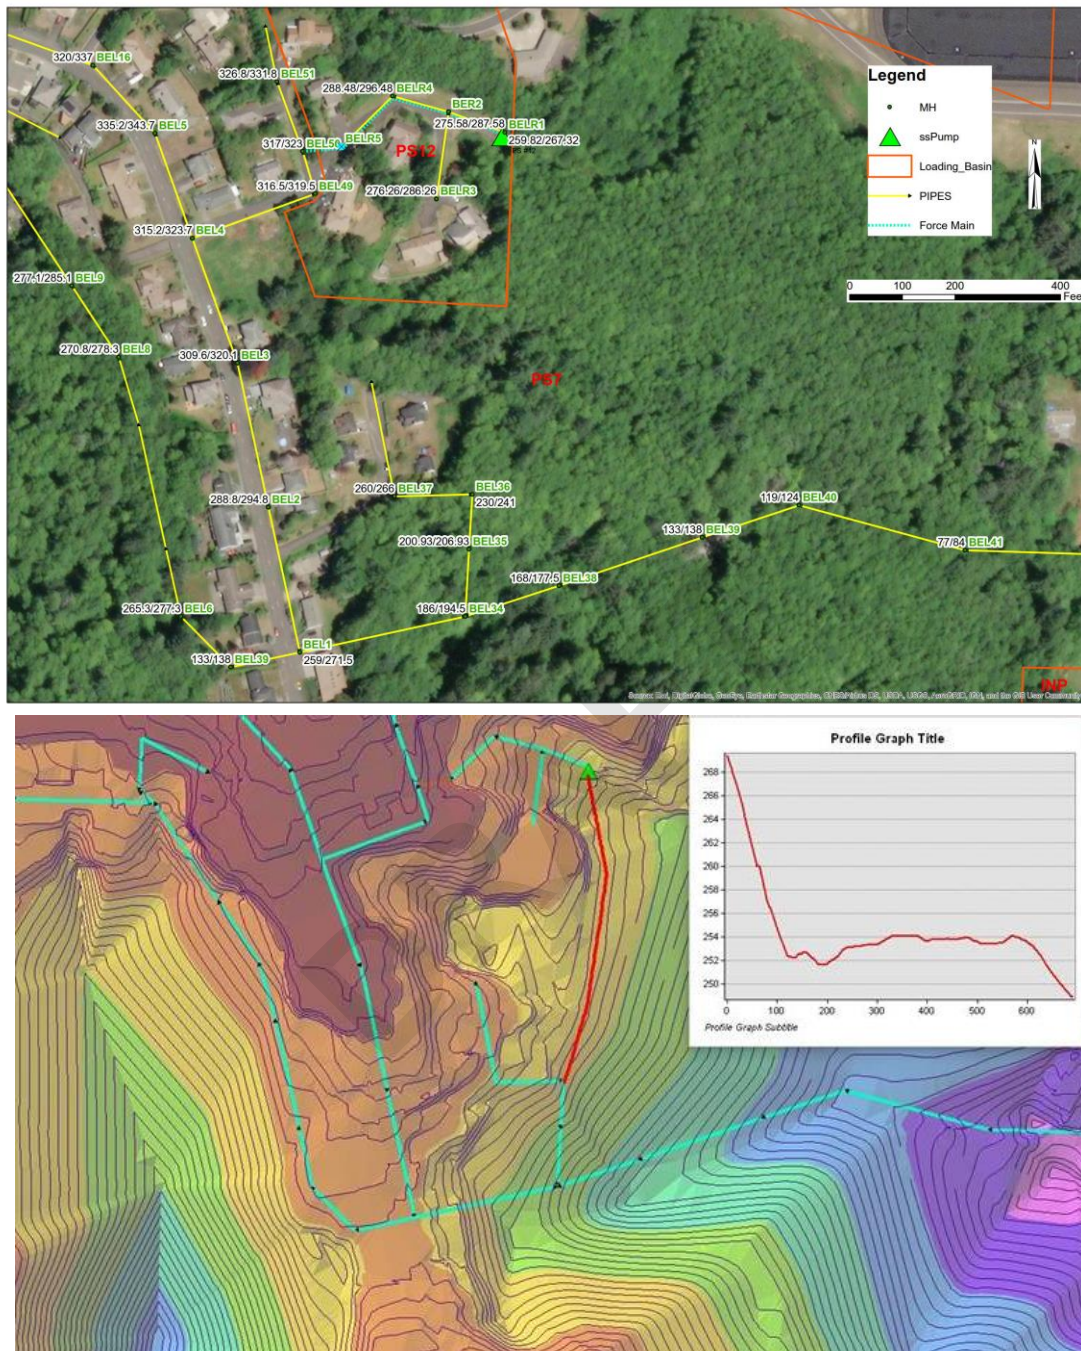 320/337 BEL16
326.8/331.8 BEL51
288.48/296.48 BELR4
335.2/343.7 BEL5
BER2
275.58/287.58 BELR1
259.82/267.32
317/323 BEL50 BELR5
PS12
316.5/319.5 BEL49
276.26/286.26 BELR3
315.2/323.7 BEL4
277.1/285.1 BEL9
270.8/278.3 BEL8
309.6/320.1 BEL3
PS7
260/266 BEL37
BEL36
230/241
288.8/294.8 BEL2
119/124 BEL40
200.93/206.93 BEL35
133/138 BEL39
77/84 BEL41
168/177.5 BEL38
265.3/277.3 BEL6
186/194.5 BEL34
BEL1
259/271.5
133/138 BEL39
INP
Legend
MH
ssPump
Loading_Basin
PIPES
Force Main
N
0 100 200 400
Feet
Profile Graph Title
268
266
264
262
260
258
256
254
252
250
0 100 200 300 400 500 600
Profile Graph Subtitle